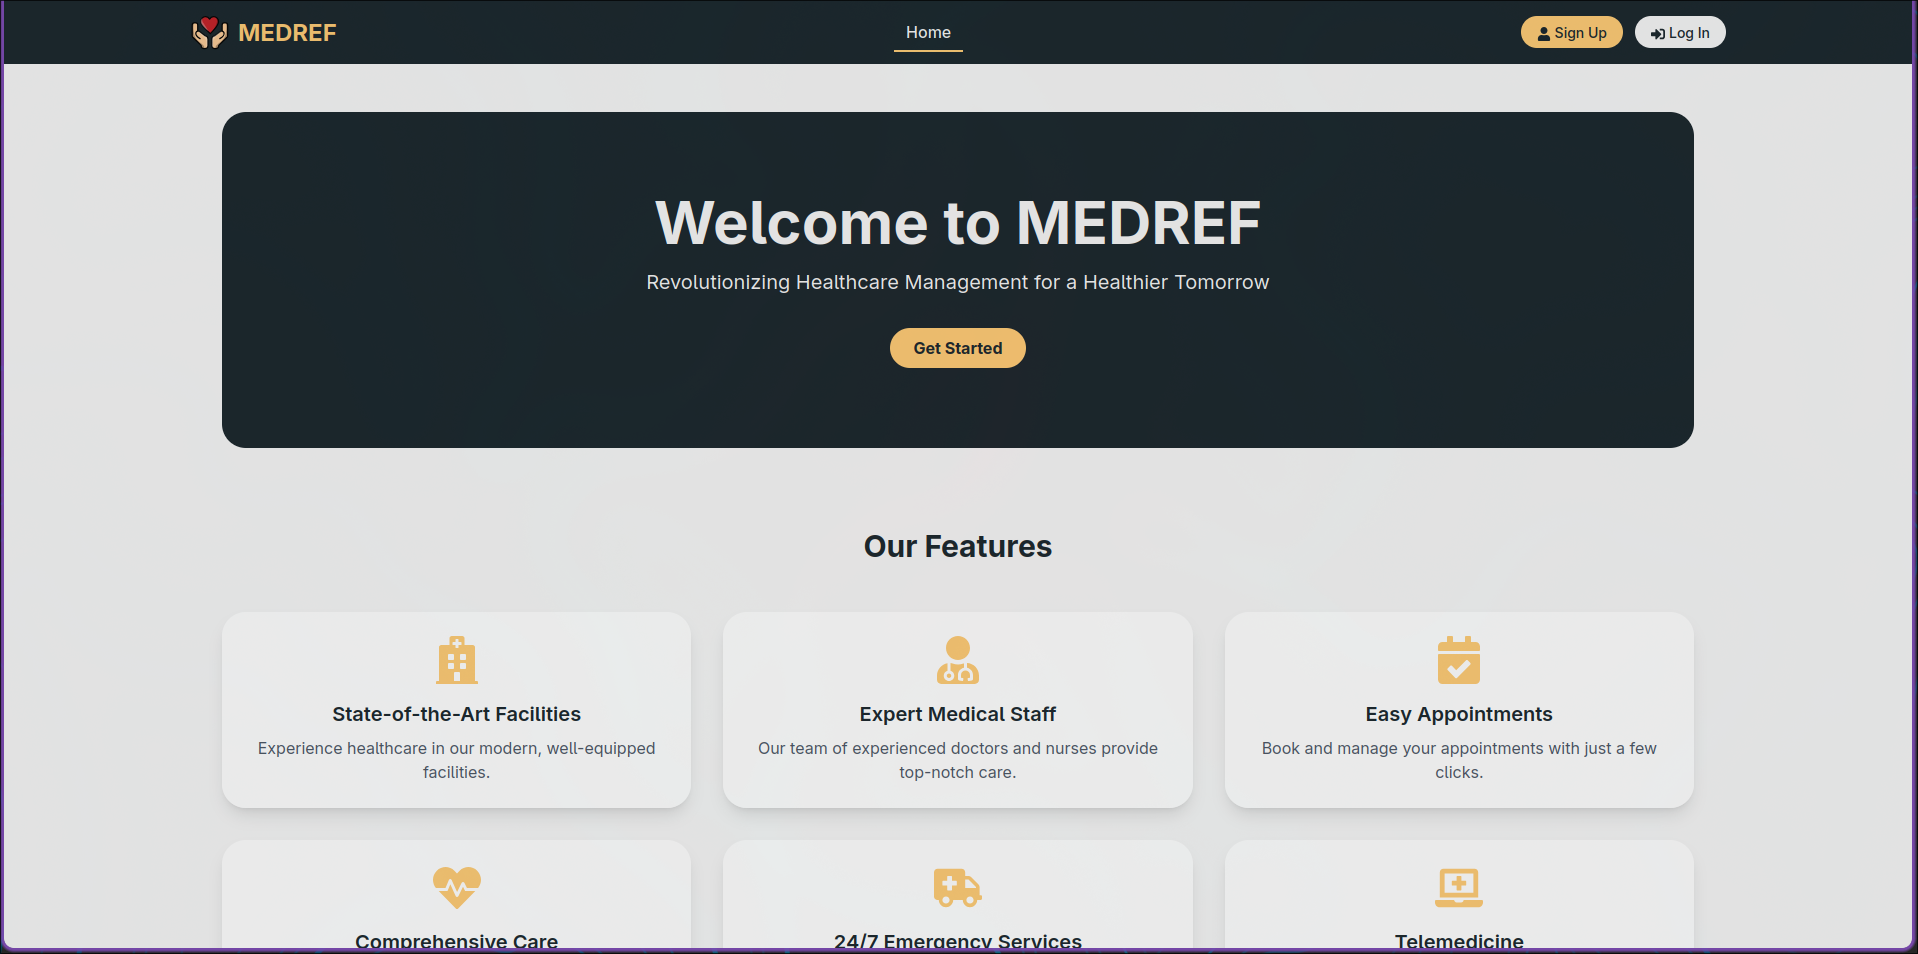 MEDREF
Home
Sign Up
Log In
Welcome to MEDREF
Revolutionizing Healthcare Management for a Healthier Tomorrow
Get Started
Our Features
State-of-the-Art Facilities
Experience healthcare in our modern, well-equipped
facilities.
Expert Medical Staff
Our team of experienced doctors and nurses provide
top-notch care.
Easy Appointments
Book and manage your appointments with just a few
clicks.
Comprehensive Care
24/7 Emergency Services
Telemedicine